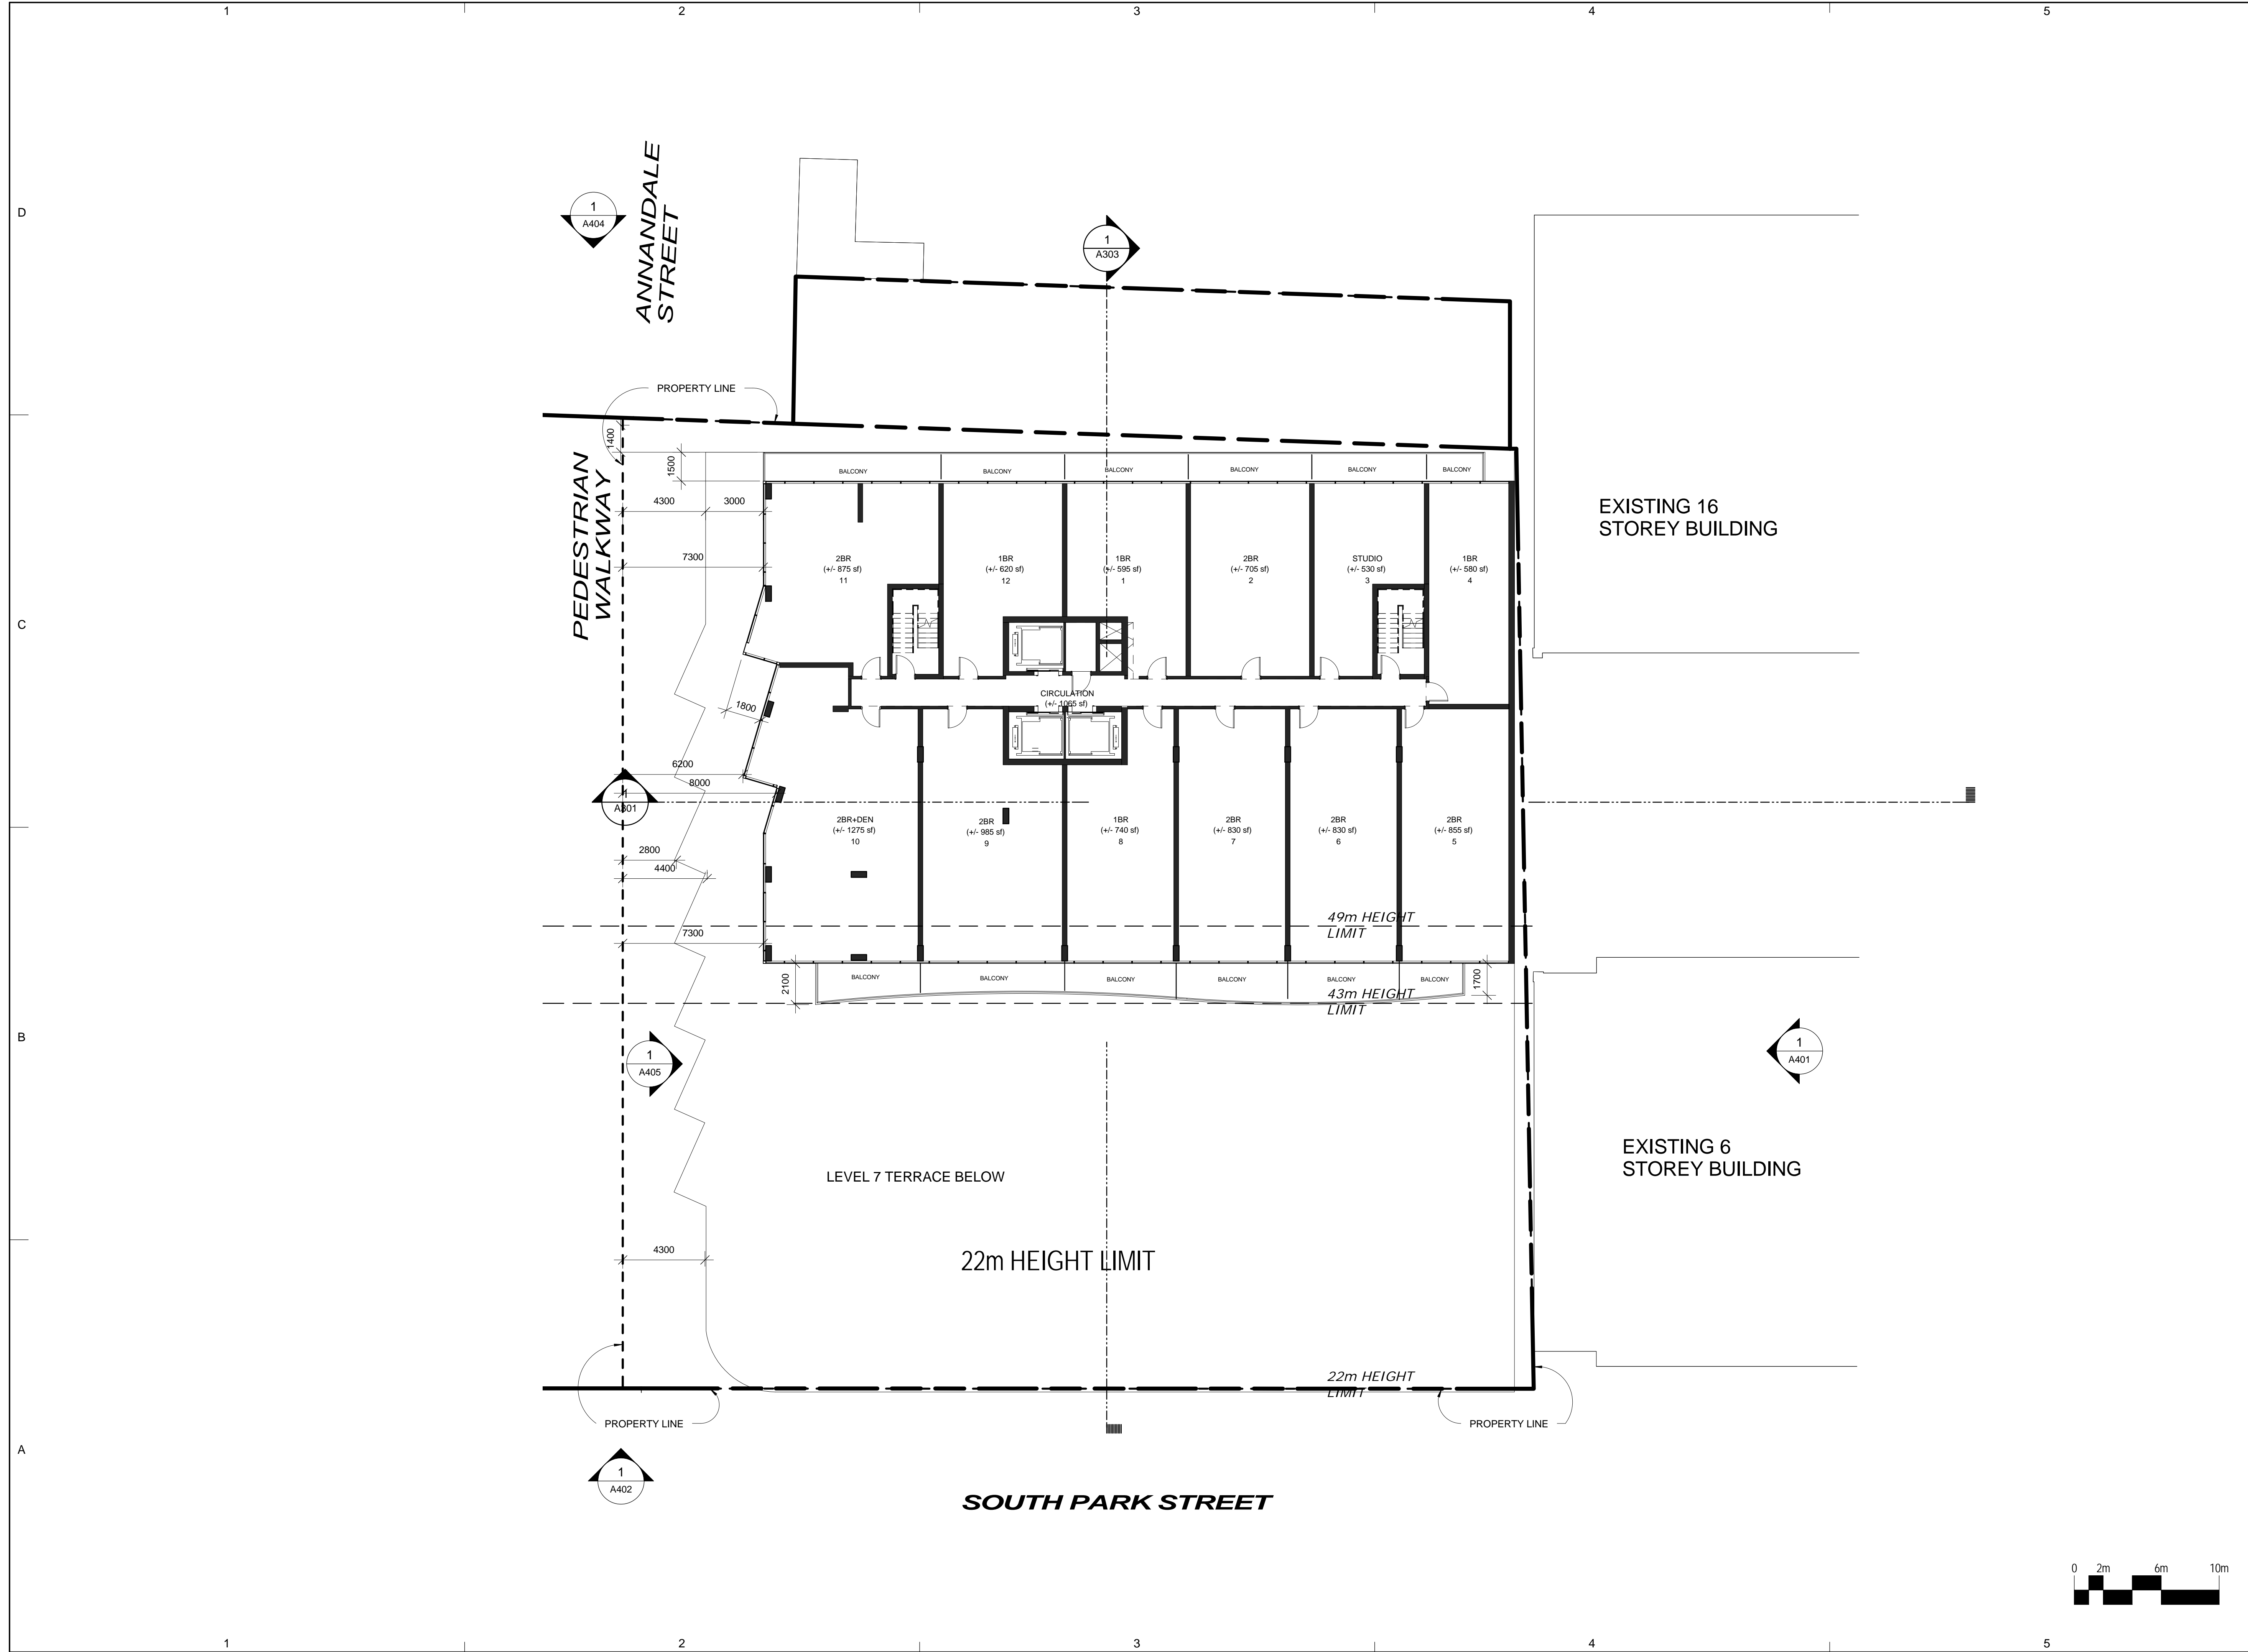 1 2 3 4 5
D
1
A404
ANNANDALE
STREET
1
A303
PROPERTY LINE
1400
1500
PEDESTRIAN
WALKWAY
BALCONY
BALCONY
BALCONY
BALCONY
BALCONY
BALCONY
4300
3000
7300
EXISTING 16
STOREY BUILDING
2BR
(+/- 875 sf)
11
1BR
(+/- 620 sf)
12
1BR
(+/- 595 sf)
1
2BR
(+/- 705 sf)
2
STUDIO
(+/- 530 sf)
3
1BR
(+/- 580 sf)
4
C
CIRCULATION
(+/- 1065 sf)
1800
6200
8000
1
A301
2BR+DEN
(+/- 1275 sf)
10
2BR
(+/- 985 sf)
9
1BR
(+/- 740 sf)
8
2BR
(+/- 830 sf)
7
2BR
(+/- 830 sf)
6
2BR
(+/- 855 sf)
5
2800
4400
49m HEIGHT
LIMIT
7300
2100
BALCONY
BALCONY
BALCONY
BALCONY
BALCONY
BALCONY
1700
43m HEIGHT
LIMIT
B
1
A405
1
A401
EXISTING 6
STOREY BUILDING
LEVEL 7 TERRACE BELOW
4300
22m HEIGHT LIMIT
22m HEIGHT
LIMIT
PROPERTY LINE
PROPERTY LINE
A
1
A402
SOUTH PARK STREET
0 2m 6m 10m
1 2 3 4 5